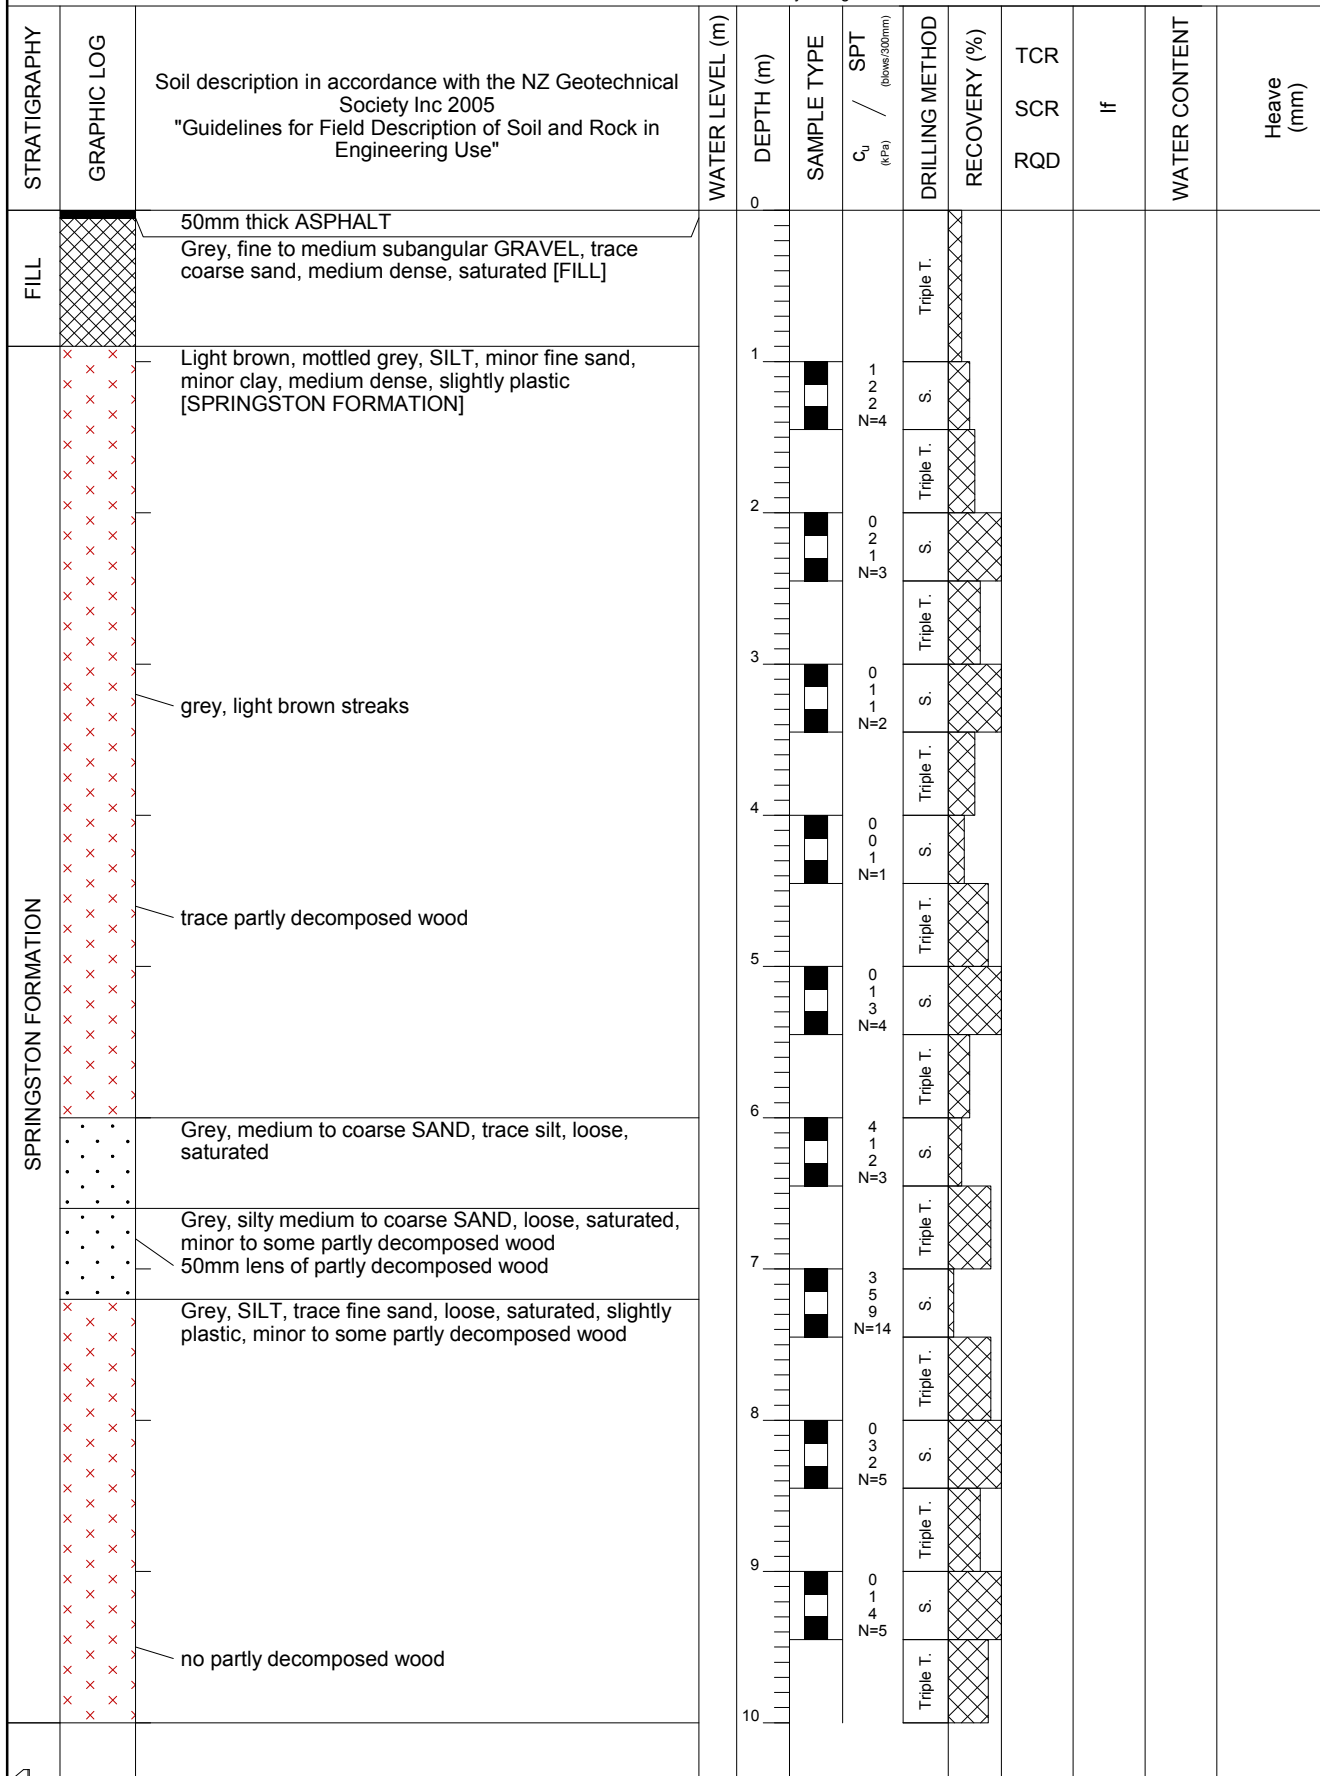 STRATIGRAPHY
GRAPHIC LOG
Soil description in accordance with the NZ Geotechnical
Society Inc 2005
"Guidelines for Field Description of Soil and Rock in
Engineering Use"
WATER LEVEL (m)
DEPTH (m)
SAMPLE TYPE
SPT (blows/300mm)
/
cu (kPa)
DRILLING METHOD
RECOVERY (%)
TCR
SCR
RQD
If
WATER CONTENT
Heave
(mm)
0
50mm thick ASPHALT
FILL
Grey, fine to medium subangular GRAVEL, trace
coarse sand, medium dense, saturated [FILL]
Triple T.
SPRINGSTON FORMATION
Light brown, mottled grey, SILT, minor fine sand,
minor clay, medium dense, slightly plastic
[SPRINGSTON FORMATION]
1
1
2
2
N=4
S.
Triple T.
2
0
2
1
N=3
S.
Triple T.
3
grey, light brown streaks
0
1
1
N=2
S.
Triple T.
4
0
0
1
N=1
S.
trace partly decomposed wood
Triple T.
5
0
1
3
N=4
S.
Triple T.
6
Grey, medium to coarse SAND, trace silt, loose,
saturated
4
1
2
N=3
S.
Grey, silty medium to coarse SAND, loose, saturated,
minor to some partly decomposed wood
50mm lens of partly decomposed wood
Triple T.
7
3
5
9
N=14
S.
Grey, SILT, trace fine sand, loose, saturated, slightly
plastic, minor to some partly decomposed wood
Triple T.
8
0
3
2
N=5
S.
Triple T.
9
0
1
4
N=5
S.
no partly decomposed wood
Triple T.
10